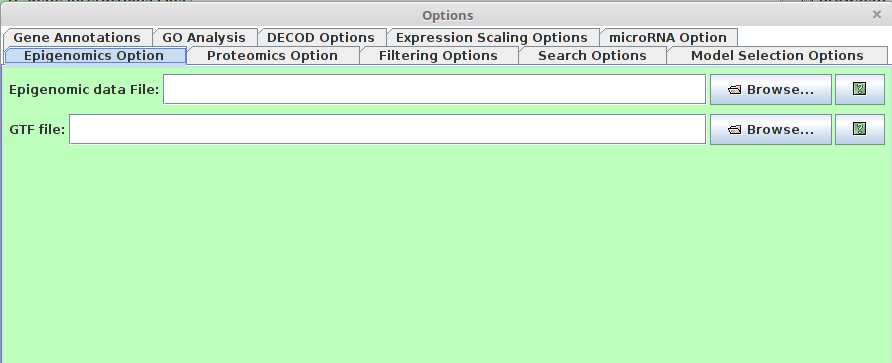 Options
Gene Annotations GO Analysis DECOD Options Expression Scaling Options microRNA Option
Epigenomics Option Proteomics Option Filtering Options Search Options Model Selection Options
Epigenomic data File: Browse...
GTF file: Browse...